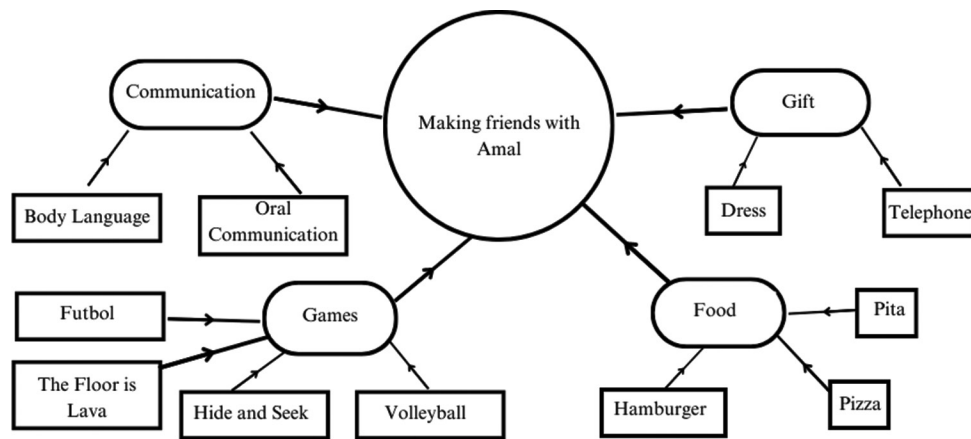 Communication
Making friends with
Amal
Gift
Body Language
Oral
Communication
Dress
Telephone
Futbol
Games
Food
Pita
The Floor is
Lava
Hide and Seek
Volleyball
Hamburger
Pizza